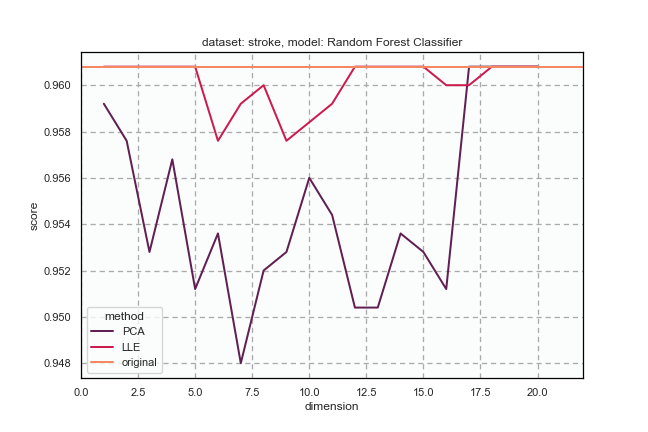 dataset: stroke, model: Random Forest Classifier
score
0.960
0.958
0.956
0.954
0.952
0.950
0.948
method
PCA
LLE
original
0.0 2.5 5.0 7.5 10.0 12.5 15.0 17.5 20.0
dimension